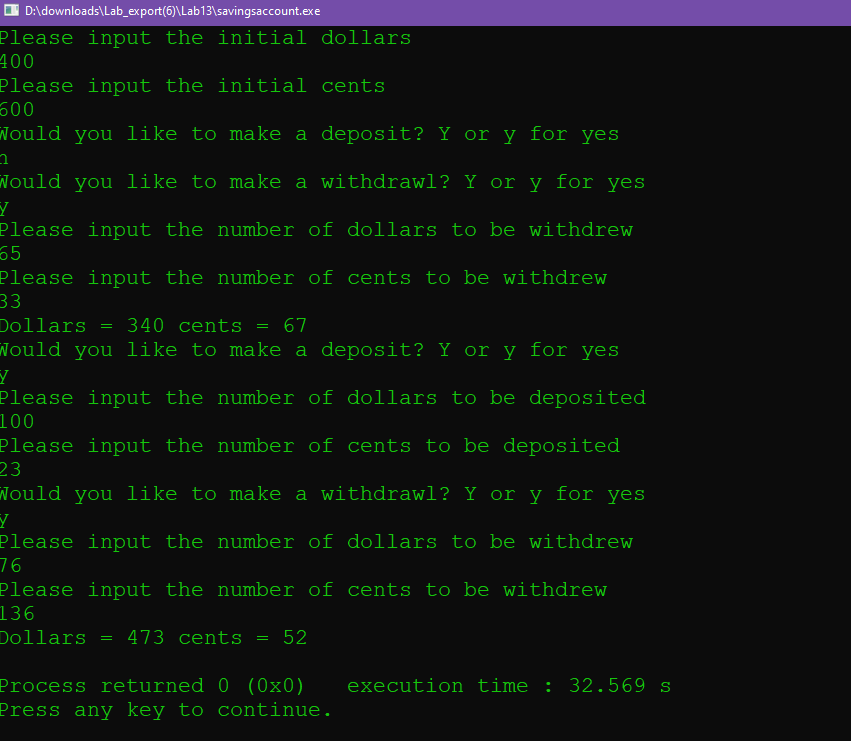 D:\downloads\Lab_export(6)\Lab13\savingsaccount.exe
Please input the initial dollars
400
Please input the initial cents
600
Would you like to make a deposit? Y or y for yes
n
Would you like to make a withdrawl? Y or y for yes
y
Please input the number of dollars to be withdrew
65
Please input the number of cents to be withdrew
33
Dollars = 340 cents = 67
Would you like to make a deposit? Y or y for yes
y
Please input the number of dollars to be deposited
100
Please input the number of cents to be deposited
23
Would you like to make a withdrawl? Y or y for yes
y
Please input the number of dollars to be withdrew
76
Please input the number of cents to be withdrew
136
Dollars = 473 cents = 52
Process returned 0 (0x0)   execution time : 32.569 s
Press any key to continue.